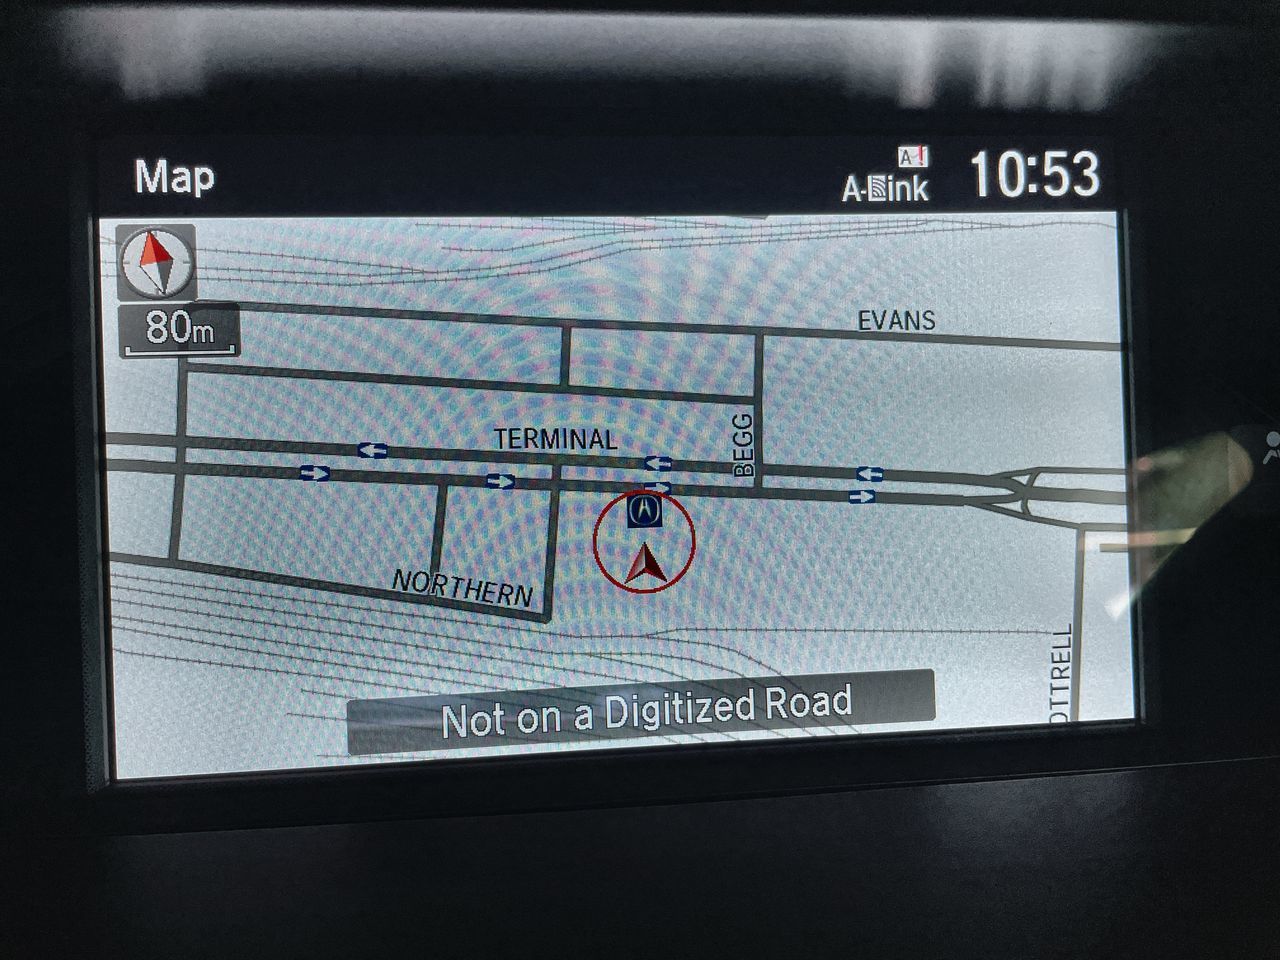 Map
A!
A-Link
10:53
80m
EVANS
TERMINAL
BEGG
NORTHERN
OTTRELL
Not on a Digitized Road